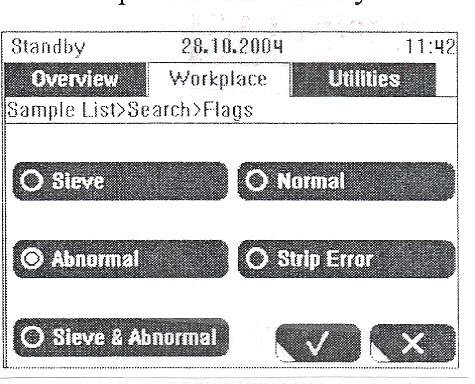 Standby 28.10.2004 11:42
Overview Workplace Utilities
Sample List>Search>Flags
Sieve Normal
Abnormal Strip Error
Sieve & Abnormal